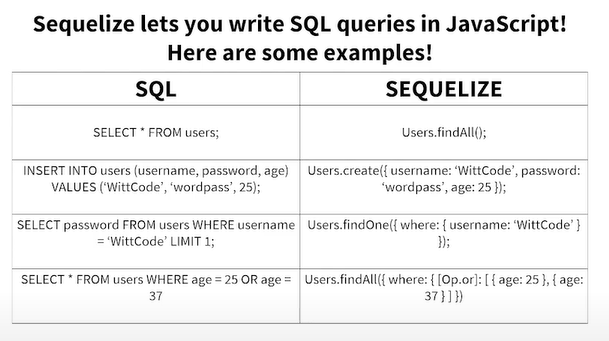 Sequelize lets you write SQL queries in JavaScript!
Here are some examples!
SQL
SEQUELIZE
SELECT * FROM users;
Users.findAll();
INSERT INTO users (username, password, age)
VALUES (‘WittCode’, ‘wordpass’, 25);
Users.create({ username: ‘WittCode’, password:
‘wordpass’, age: 25 });
SELECT password FROM users WHERE username
= ‘WittCode’ LIMIT 1;
Users.findOne({ where: { username: ‘WittCode’ }
});
SELECT * FROM users WHERE age = 25 OR age =
37
Users.findAll({ where: { [Op.or]: [ { age: 25 }, { age:
37 } ] })